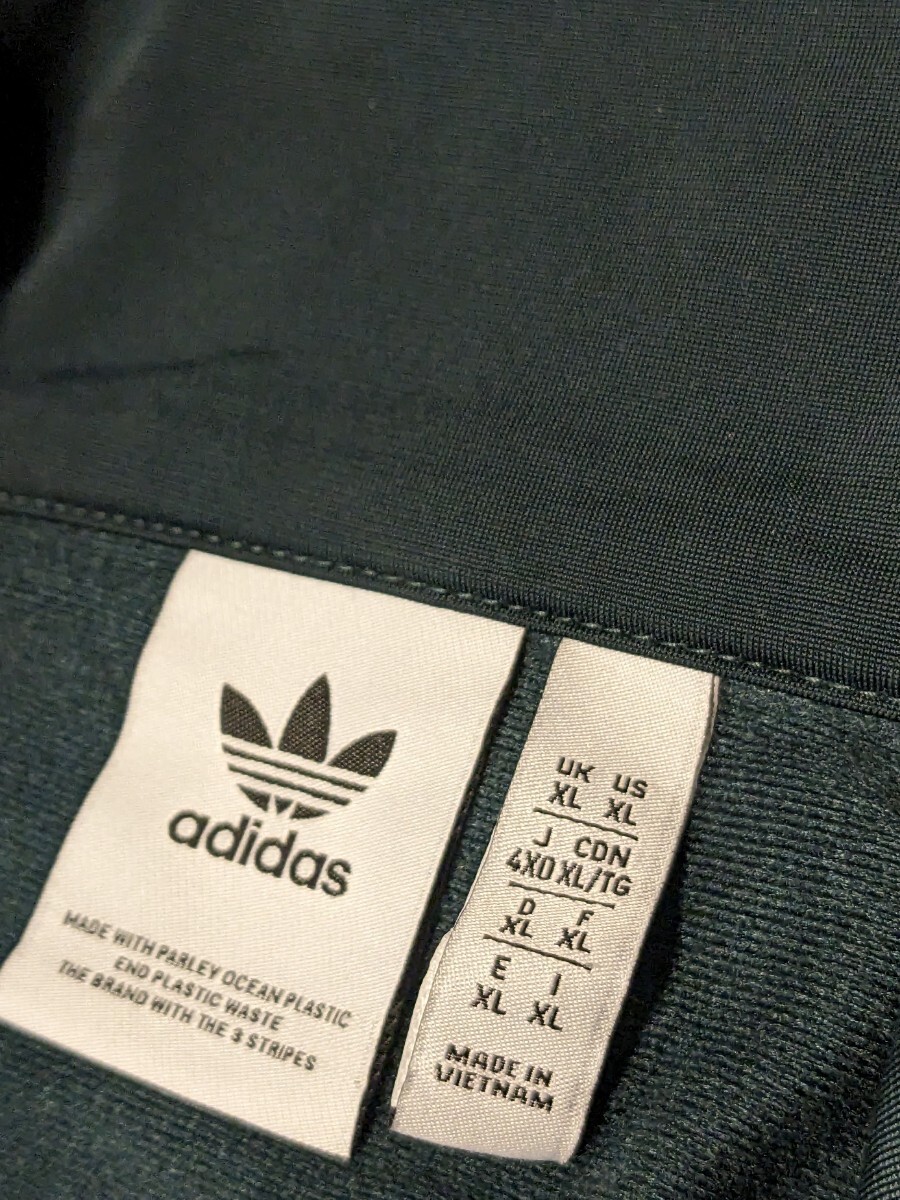 adidas
MADE WITH PARLEY OCEAN PLASTIC
END PLASTIC WASTE
THE BRAND WITH THE 3 STRIPES
UK US
XL XL
J CDN
4XO XL/TG
D F
XL XL
E I
XL XL
MADE IN
VIETNAM